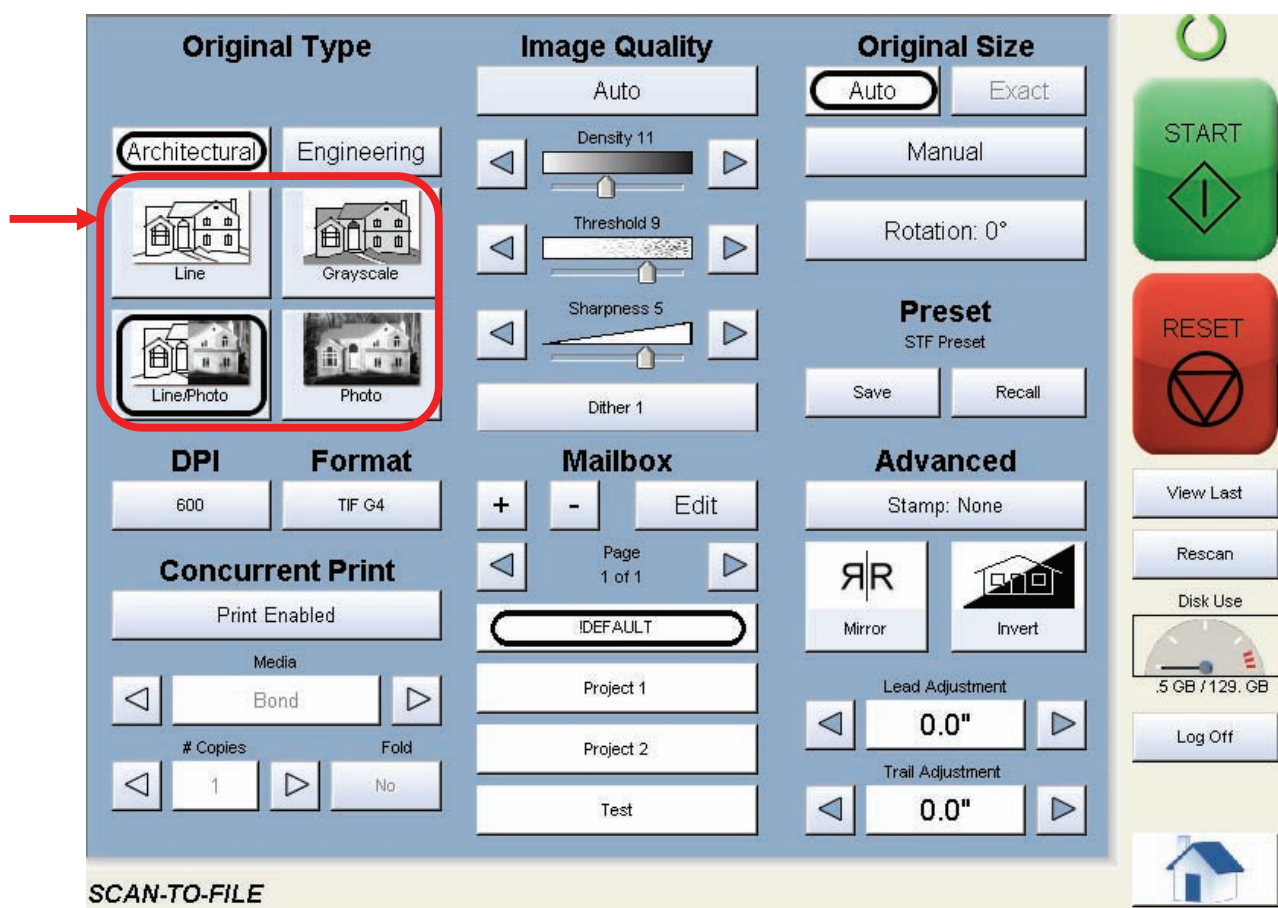 Original Type
Architectural
Engineering
Line
Grayscale
Line/Photo
Photo
DPI
Format
600
TIF G4
Concurrent Print
Print Enabled
Media
Bond
# Copies
Fold
1
No
Image Quality
Auto
Density 11
Threshold 9
Sharpness 5
Dither 1
Mailbox
+
-
Edit
Page
1 of 1
!DEFAULT
Project 1
Project 2
Test
Original Size
Auto
Exact
Manual
Rotation: 0°
Preset
STF Preset
Save
Recall
Advanced
Stamp: None
ЯR
Mirror
Invert
Lead Adjustment
0.0"
Trail Adjustment
0.0"
START
RESET
View Last
Rescan
Disk Use
.5 GB / 129. GB
Log Off
SCAN-TO-FILE